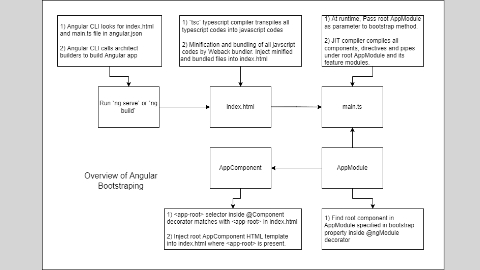 1) Angular CLI looks for index.html
and main.ts file in angular.json
2) Angular CLI calls architect
builders to build Angular app
1) 'tsc' typescript compiler transpiles all
typescript codes into javascript codes
2) Minification and bundling of all javscript
codes by Weback bundler. Inject minified
and bundled files into index.html
1) At runtime. Pass root AppModule
as parameter to bootstrap method.
2) JIT compiler compiles all
components, directives and pipes
under root AppModule and its
feature modules.
Run 'ng serve' or 'ng
build'
index.html
main.ts
AppComponent
AppModule
Overview of Angular
Bootstraping
1) <app-root> selector inside @Component
decorator matches with <app-root> in index.html
2) Inject root AppComponent HTML template
into index.html where <app-root> is present.
1) Find root component in
AppModule specified in bootstrap
property inside @ngModule
decorator